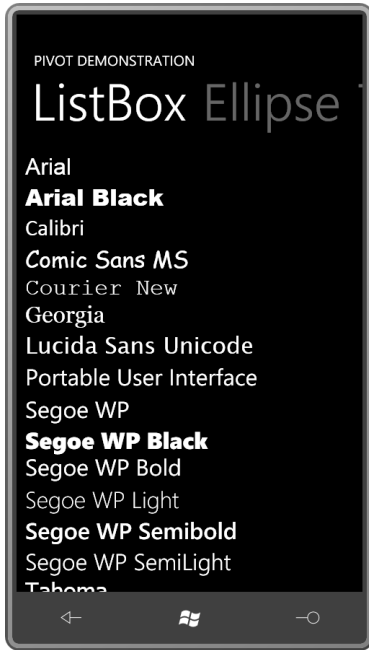 PIVOT DEMONSTRATION
ListBox Ellipse
Arial
Arial Black
Calibri
Comic Sans MS
Courier New
Georgia
Lucida Sans Unicode
Portable User Interface
Segoe WP
Segoe WP Black
Segoe WP Bold
Segoe WP Light
Segoe WP Semibold
Segoe WP SemiLight
Tahoma